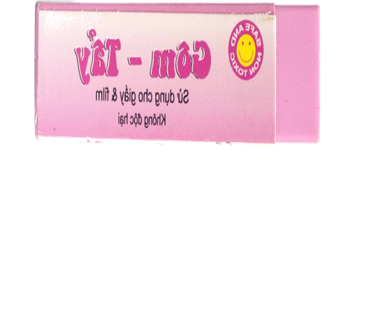 Gôm - Tẩy
SAFE AND NON TOXIC
Sử dụng cho giấy & film
Không độc hại